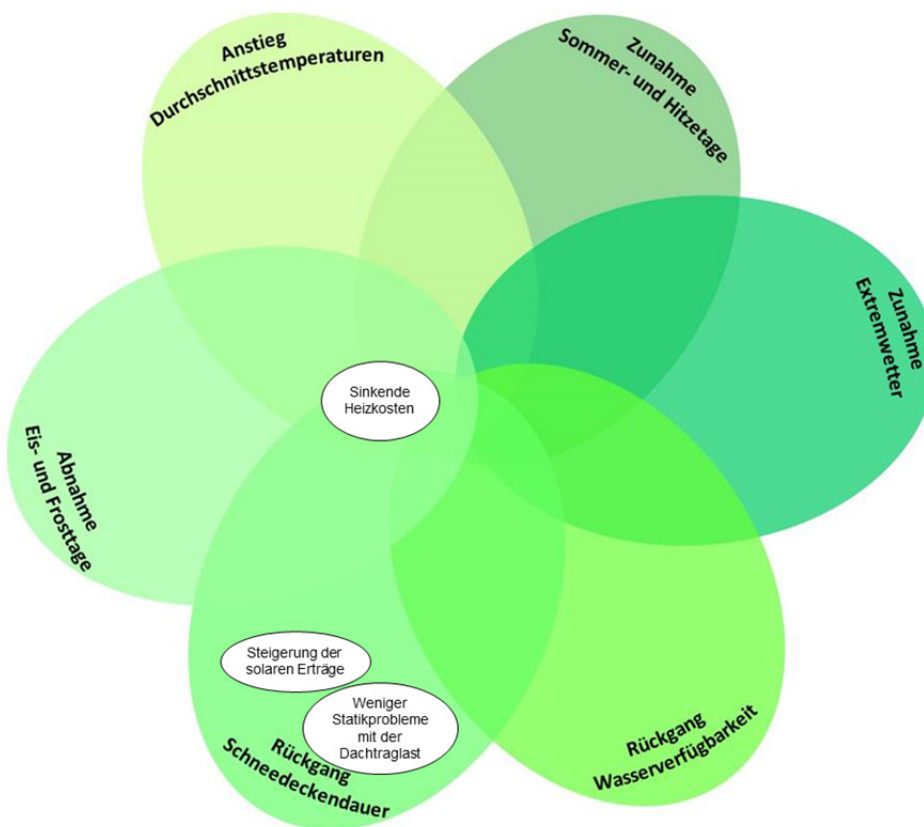 Anstieg
Durchschnittstemperaturen
Zunahme
Sommer- und Hitzetage
Zunahme
Extremwetter
Sinkende
Heizkosten
Abnahme
Eis- und Frosttage
Steigerung der
solaren Erträge
Weniger
Statikprobleme
mit der
Dachtraglast
Rückgang
Schneedeckendauer
Rückgang
Wasserverfügbarkeit